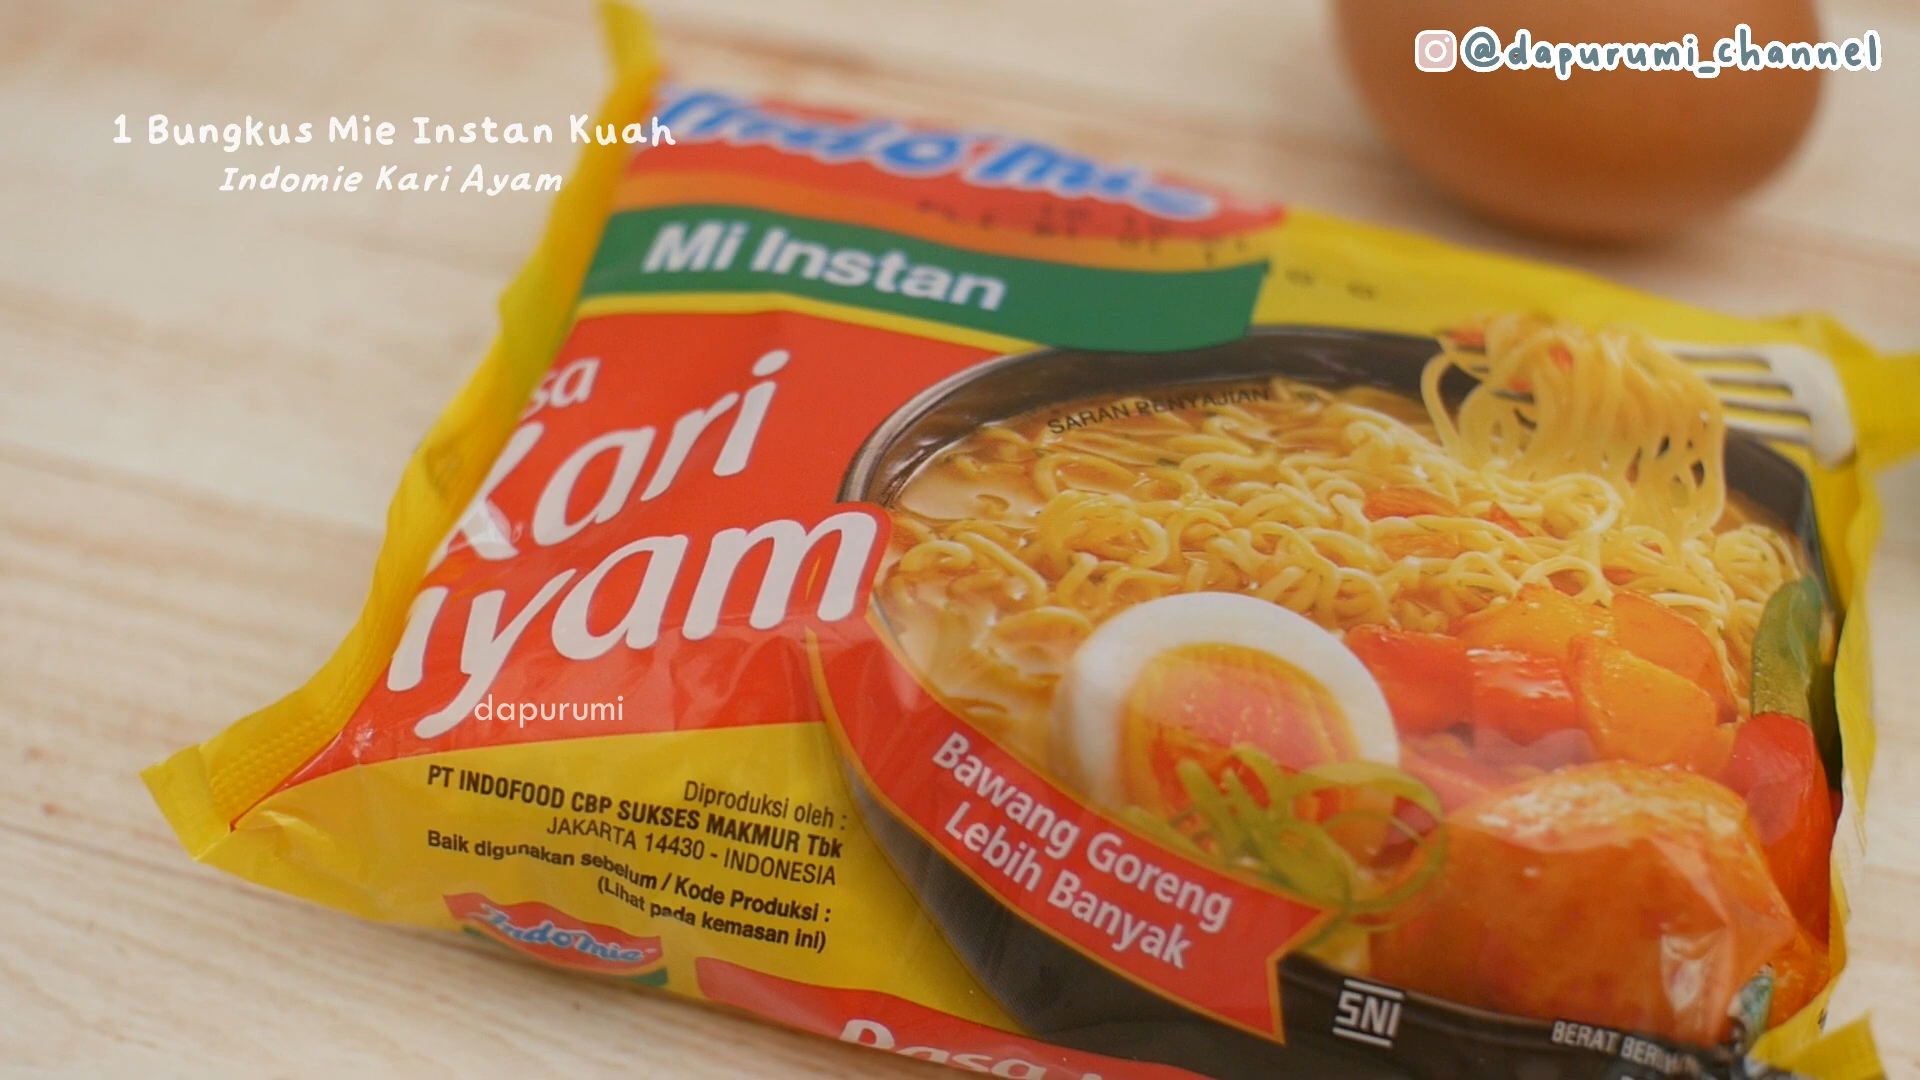 @dapurumi_channel
1 Bungkus Mie Instan Kuah
Indomie Kari Ayam
Indomie
Mi Instan
Kari
Ayam
SARAN PENYAJIAN
dapurumi
Bawang Goreng
Lebih Banyak
Diproduksi oleh :
PT INDOFOOD CBP SUKSES MAKMUR Tbk
JAKARTA 14430 - INDONESIA
Baik digunakan sebelum / Kode Produksi :
(Lihat pada kemasan ini)
Indomie
SNI
BERAT